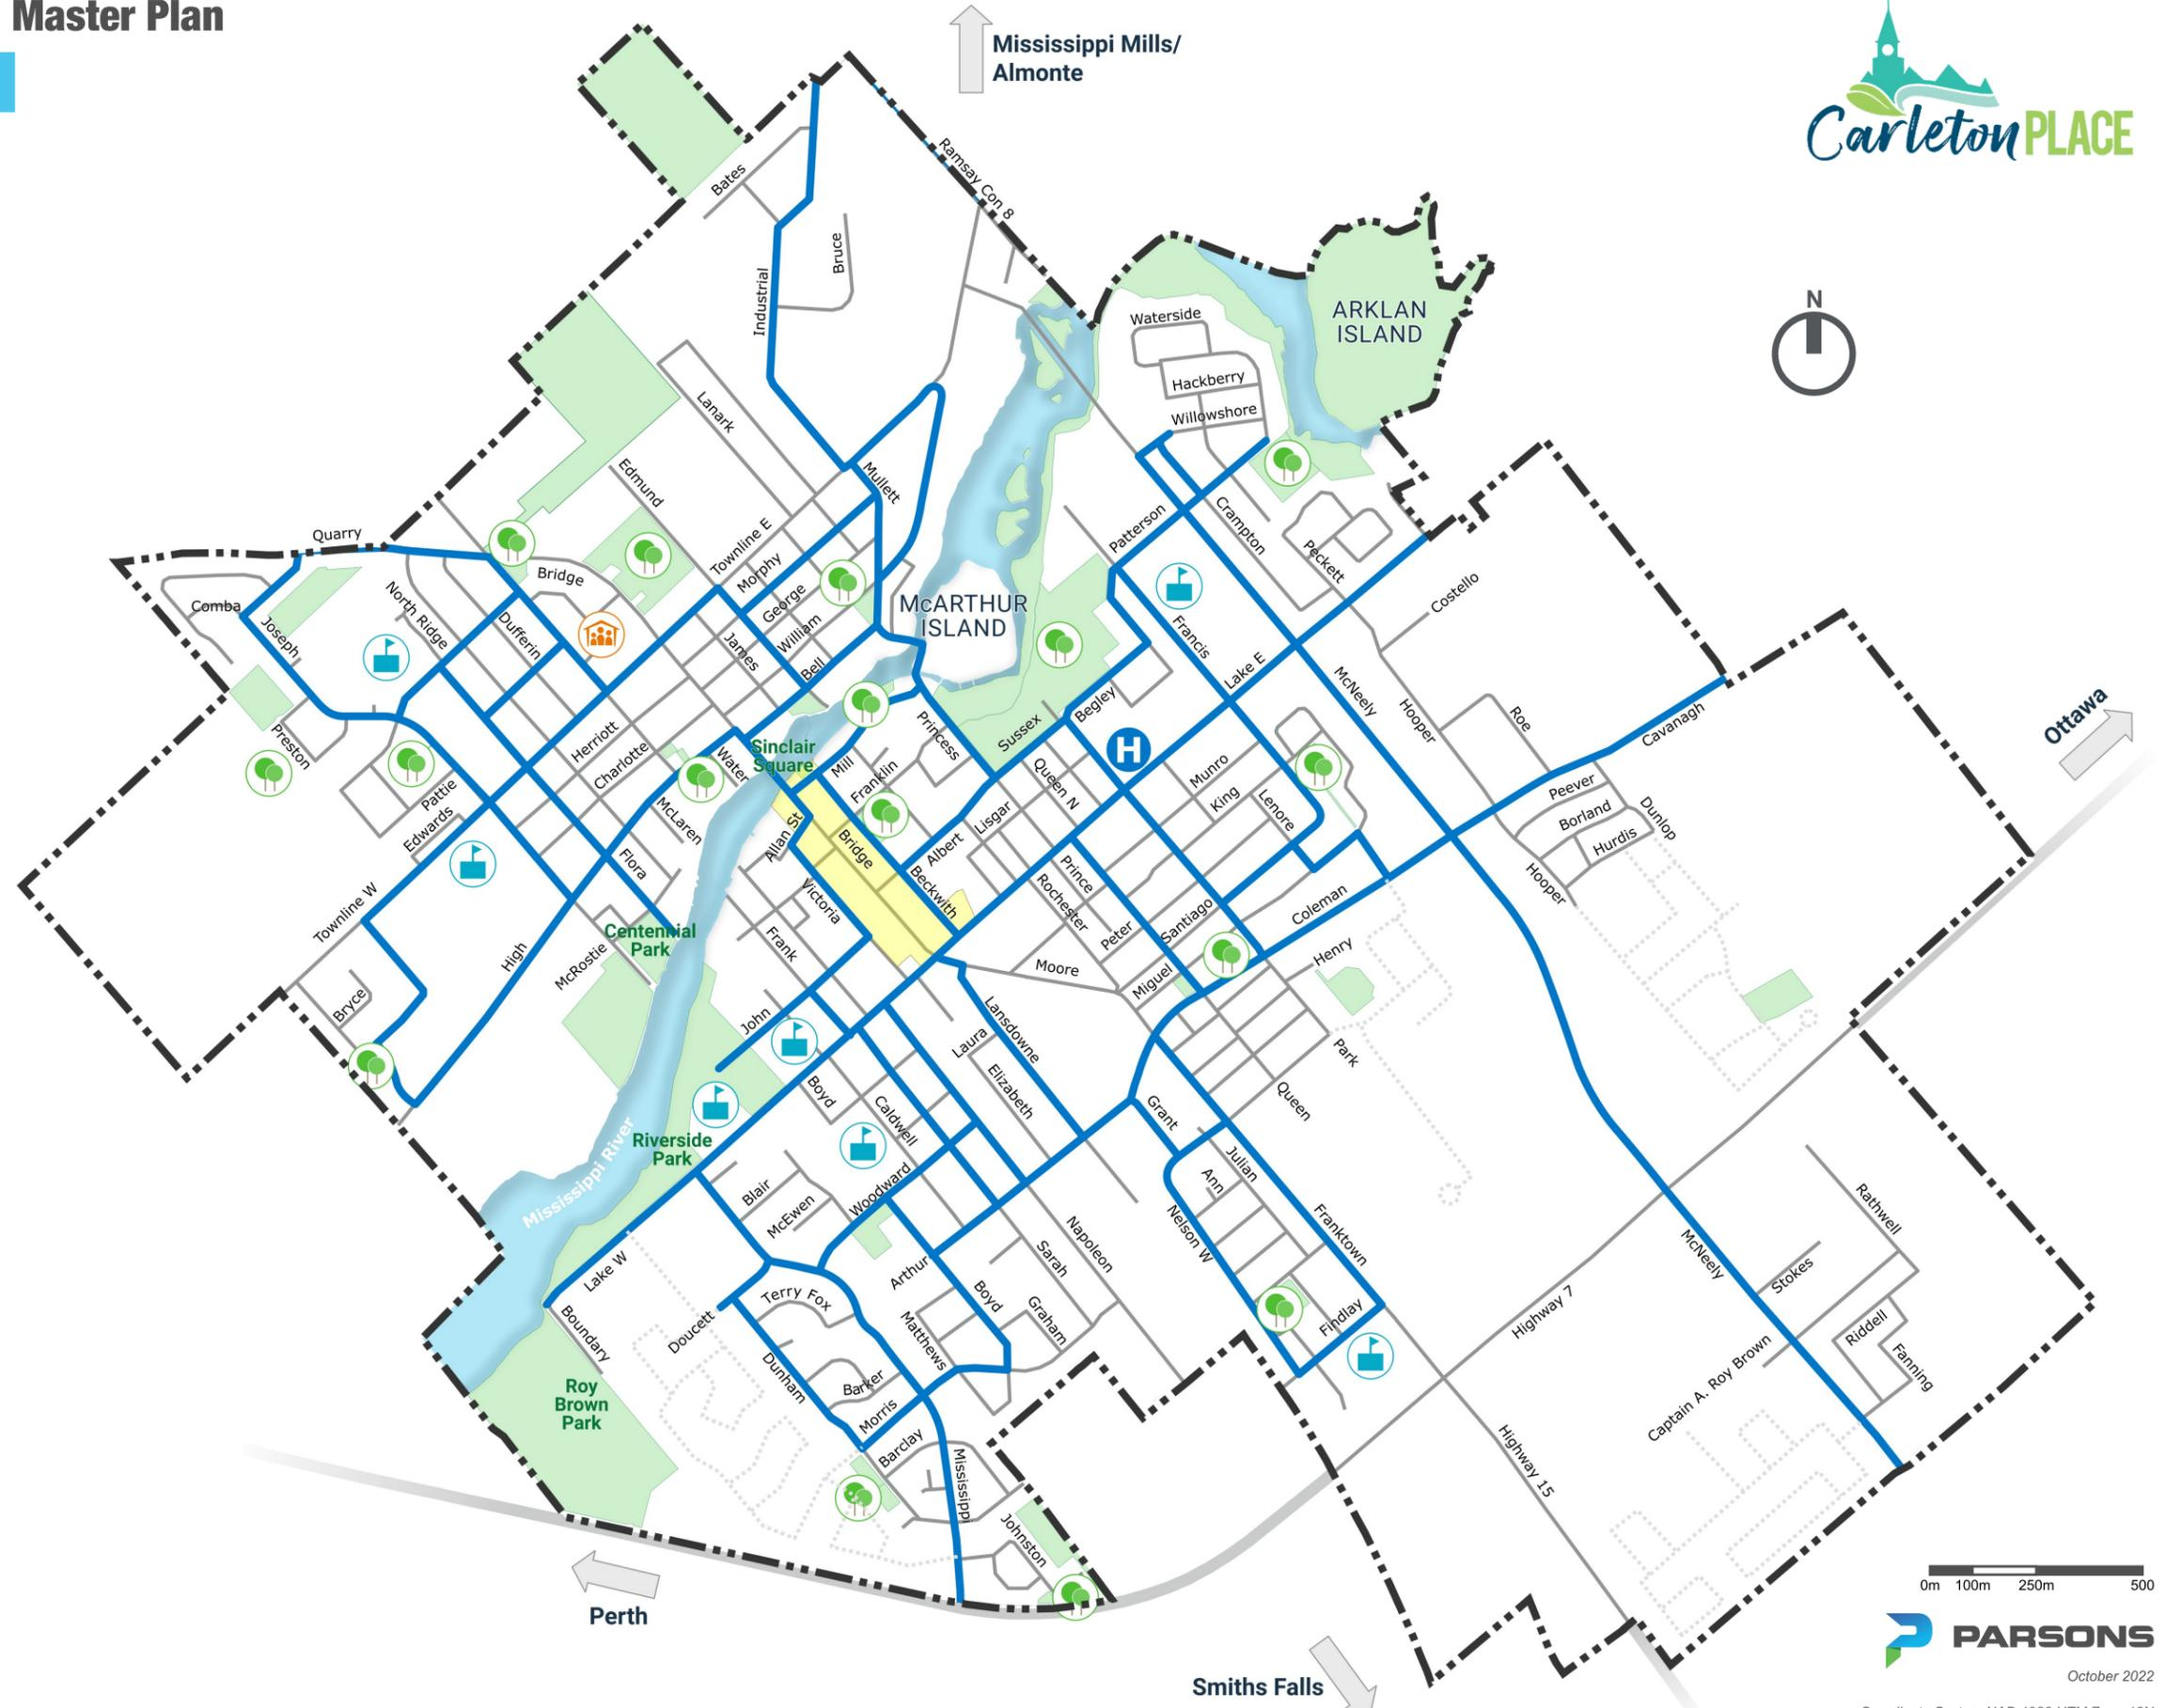 Master Plan
Mississippi Mills/
Almonte
Carleton PLACE
Ramsay Con 8
Bates
Bruce
Industrial
N
ARKLAN
ISLAND
Waterside
Hackberry
Willowshore
Lanark
Mullett
Edmund
Quarry
Townline E
Morphy
George
William
Bell
James
Bridge
Patterson
Crampton
Peckett
Costello
McARTHUR
ISLAND
Comba
Joseph
North Ridge
Dufferin
Francis
Lake E
McNeely
Hooper
Roe
Cavanagh
Ottawa
Preston
Herriott
Charlotte
Water
Sinclair
Square
Princess
Sussex
Begley
H
Mill
Franklin
Queen N
Munro
King
Lenore
Peever
Borland
Hurdis
Dunlop
Hooper
Pattie
Edwards
McLaren
Flora
Allan St
Bridge
Albert
Lisgar
Beckwith
Prince
Rochester
Peter
Santiago
Coleman
Townline W
High
Victoria
Frank
Centennial
Park
McRostie
Moore
Miguel
Henry
Bryce
John
Lansdowne
Laura
Elizabeth
Park
Queen
Boyd
Caldwell
Grant
Mississippi River
Riverside
Park
Blair
McEwen
Woodward
Julian
Ann
Nelson W
Franktown
Rathwell
McNeely
Stokes
Lake W
Boundary
Doucett
Terry Fox
Arthur
Boyd
Sarah
Napoleon
Graham
Matthews
Findlay
Highway 7
Riddell
Fanning
Captain A. Roy Brown
Dunham
Barker
Morris
Barclay
Mississippi
Johnston
Roy
Brown
Park
Highway 15
Perth
Smiths Falls
0m 100m 250m 500
PARSONS
October 2022